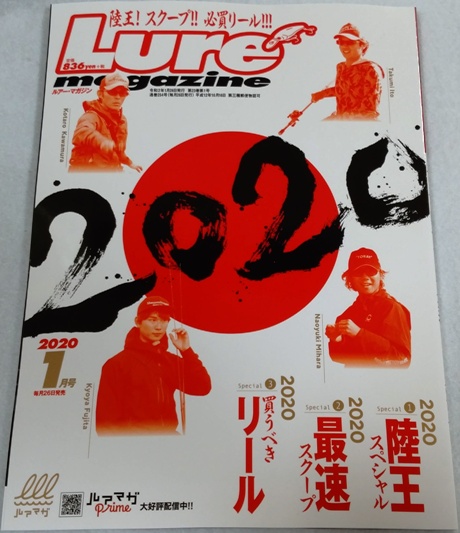 陸王! スクープ!! 必買リール!!!
Lure
magazine
836yen
ルアーマガジン
Takumi Ito
Kotaro Kawamura
2020
Naoyuki Mihara
Kyoya Fujita
2020
1月号
毎月26日発売
Special 1
2020
陸王
スペシャル
Special 2
2020
最速
スクープ
Special 3
2020
買うべき
リール
ルアマガ
ルアマガ
prime
大好評配信中!!